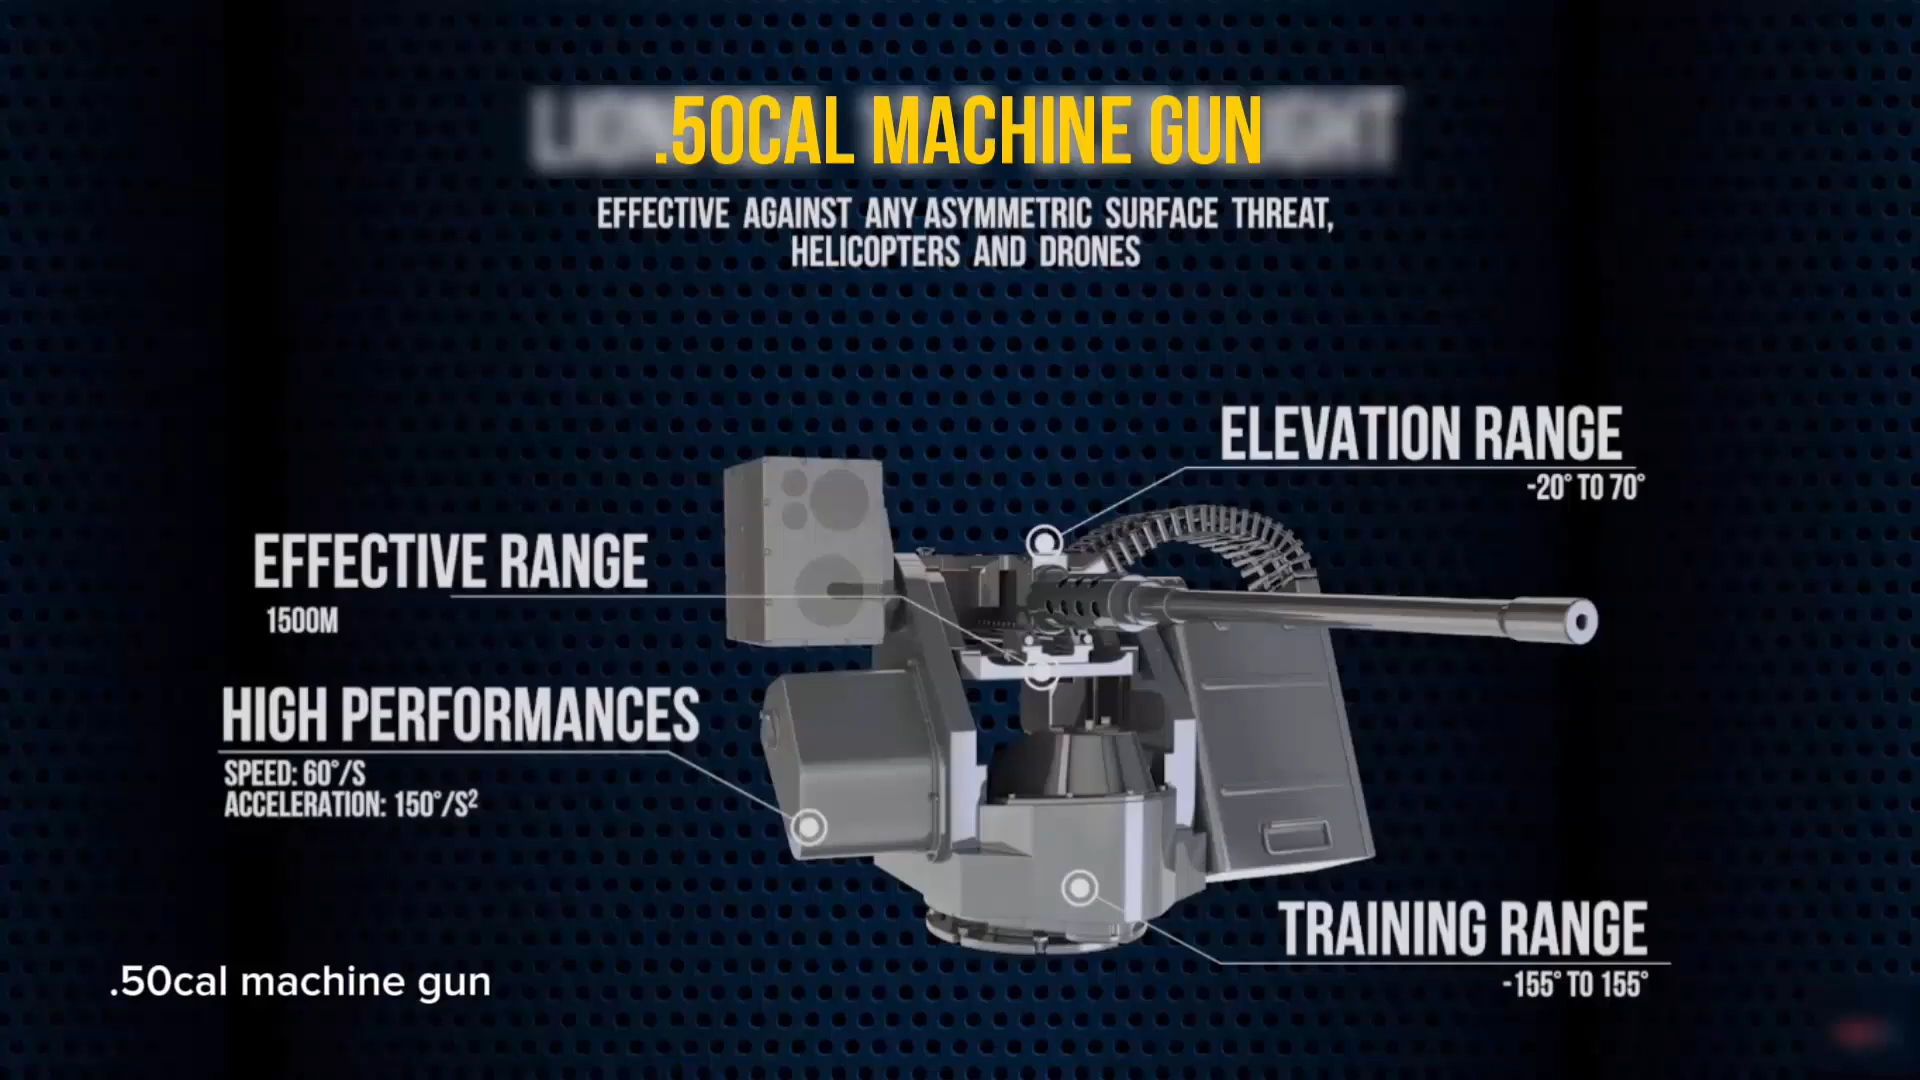 .50CAL MACHINE GUN
EFFECTIVE AGAINST ANY ASYMMETRIC SURFACE THREAT,
HELICOPTERS AND DRONES
ELEVATION RANGE
-20° TO 70°
EFFECTIVE RANGE
1500M
HIGH PERFORMANCES
SPEED: 60°/S
ACCELERATION: 150°/S²
TRAINING RANGE
-155° TO 155°
.50cal machine gun